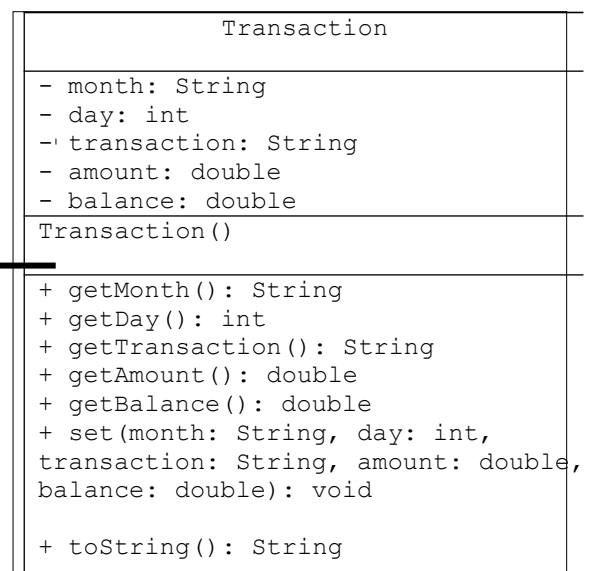 Transaction
- month: String
- day: int
- transaction: String
- amount: double
- balance: double
Transaction()
+ getMonth(): String
+ getDay(): int
+ getTransaction(): String
+ getAmount(): double
+ getBalance(): double
+ set(month: String, day: int,
transaction: String, amount: double,
balance: double): void
+ toString(): String